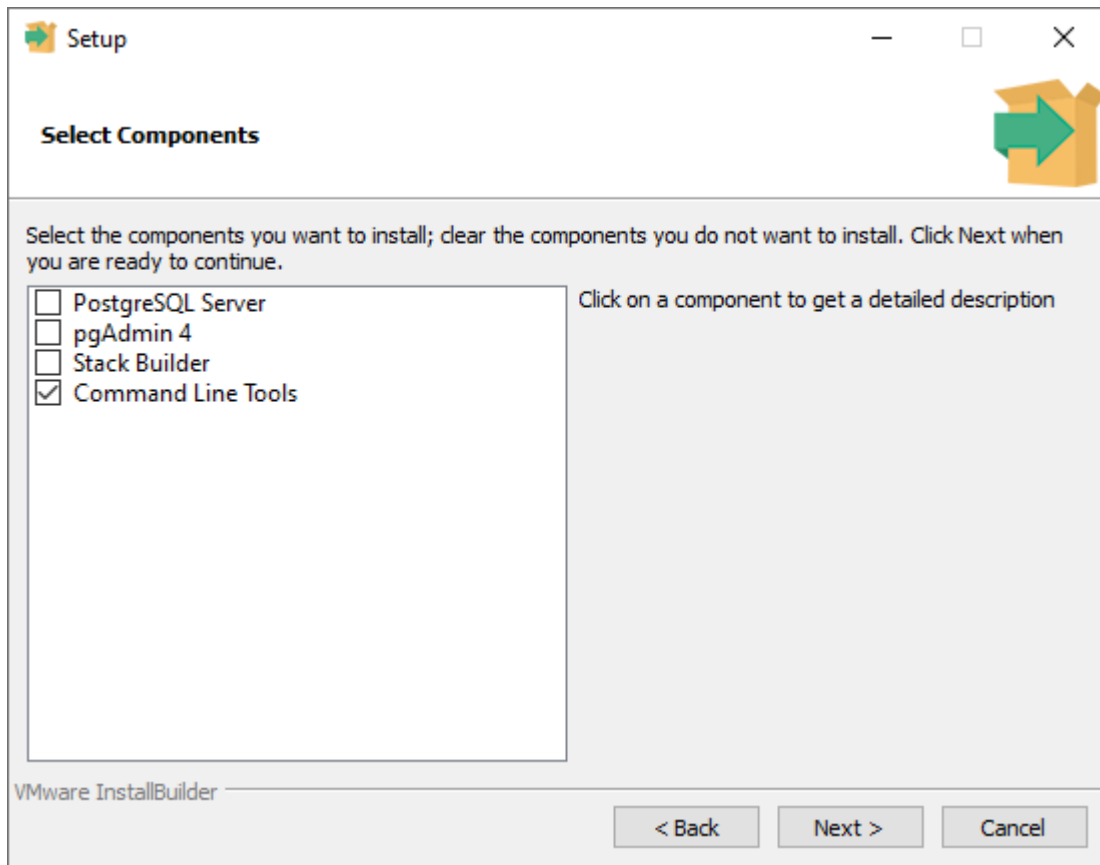 Setup
Select Components
Select the components you want to install; clear the components you do not want to install. Click Next when
you are ready to continue.
PostgreSQL Server
pgAdmin 4
Stack Builder
Command Line Tools
Click on a component to get a detailed description
VMware InstallBuilder
< Back
Next >
Cancel